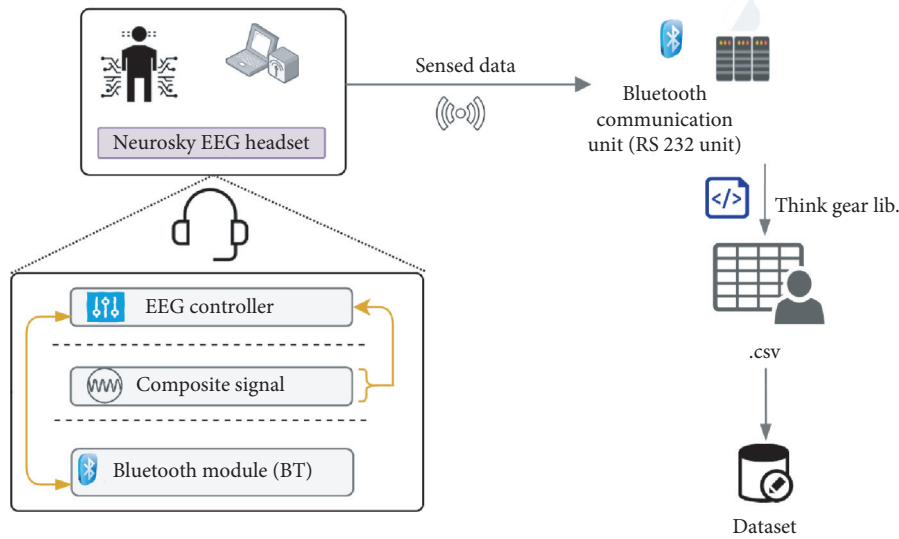 Neurosky EEG headset
Sensed data
Bluetooth
communication
unit (RS 232 unit)
</>
Think gear lib.
.csv
Dataset
EEG controller
Composite signal
Bluetooth module (BT)